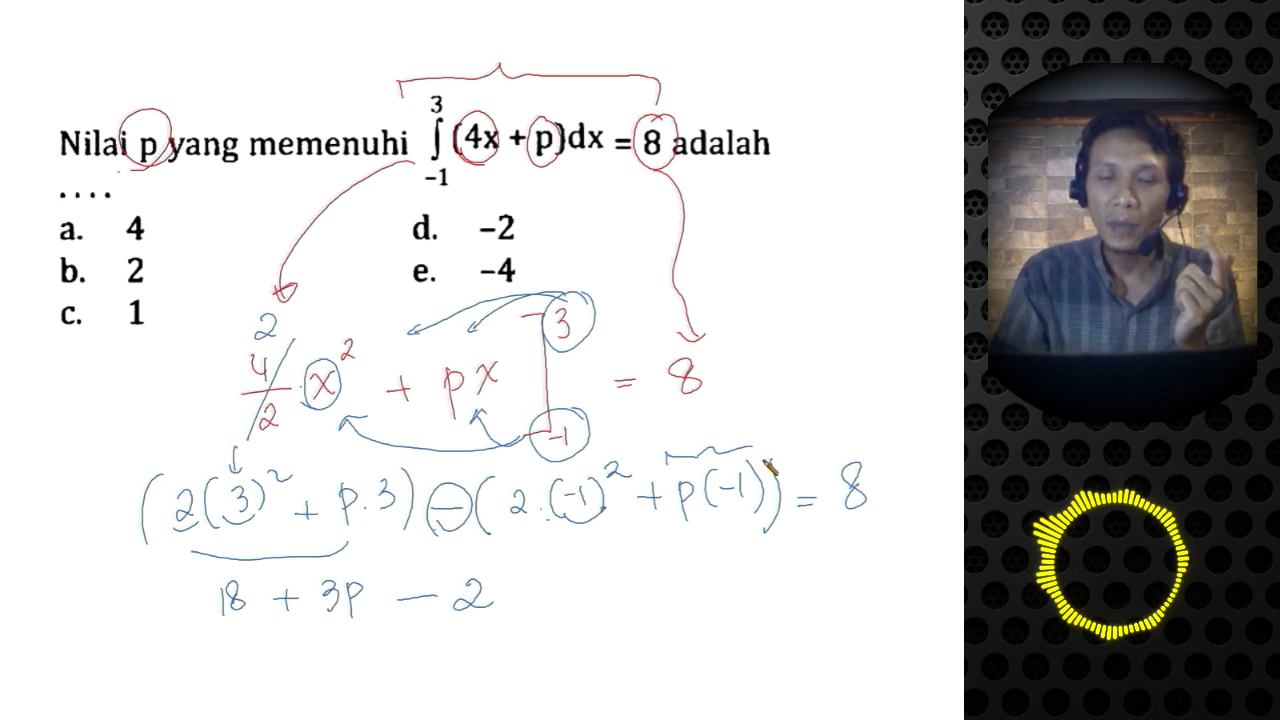 Nilai p yang memenuhi ∫₋₁³ (4x + p)dx = 8 adalah
....
a. 4 d. –2
b. 2 e. –4
c. 1
2
4/2 · x² + px ]₋₁³ = 8
(2(3)² + p.3) – (2.(-1)² + p(-1)) = 8
18 + 3p – 2